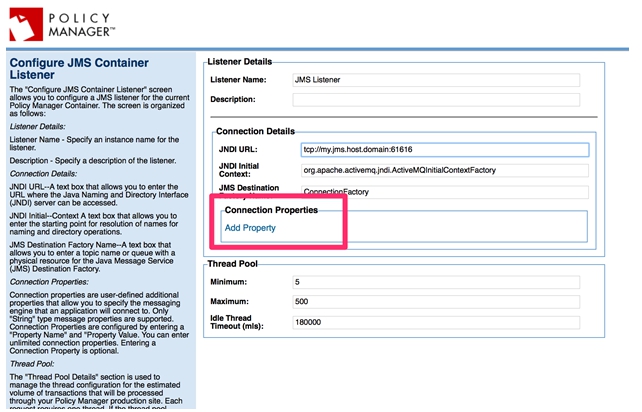 POLICY
MANAGER™
Configure JMS Container
Listener
The "Configure JMS Container Listener" screen
allows you to configure a JMS listener for the current
Policy Manager Container. The screen is organized
as follows:
Listener Details:
Listener Name - Specify an instance name for the
listener.
Description - Specify a description of the listener.
Connection Details:
JNDI URL--A text box that allows you to enter the
URL where the Java Naming and Directory Interface
(JNDI) server can be accessed.
JNDI Initial--Context A text box that allows you to
enter the starting point for resolution of names for
naming and directory operations.
JMS Destination Factory Name--A text box that
allows you to enter a topic name or queue with a
physical resource for the Java Message Service
(JMS) Destination Factory.
Connection Properties:
Connection properties are user-defined additional
properties that allow you to specify the messaging
engine that an application will connect to. Only
"String" type message properties are supported.
Connection Properties are configured by entering a
"Property Name" and "Property Value. You can enter
unlimited connection properties. Entering a
Connection Property is optional.
Thread Pool:
The "Thread Pool Details" section is used to
manage the thread configuration for the estimated
volume of transactions that will be processed
through your Policy Manager production site. Each
request requires one thread. If the thread pool
Listener Details
Listener Name: JMS Listener
Description:
Connection Details
JNDI URL: tcp://my.jms.host.domain:61616
JNDI Initial
Context: org.apache.activemq.jndi.ActiveMQInitialContextFactory
JMS Destination
ConnectionFactory
Connection Properties
Add Property
Thread Pool
Minimum: 5
Maximum: 500
Idle Thread
Timeout (mls): 180000